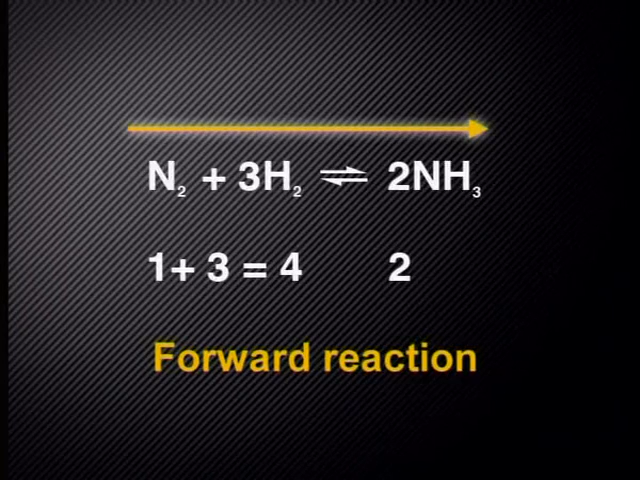 N₂ + 3H₂ ⇌ 2NH₃
1+ 3 = 4 2
Forward reaction